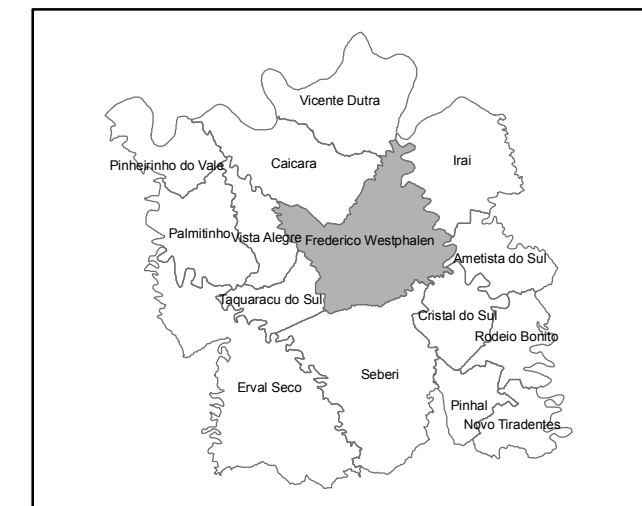 Vicente Dutra
Pinheirinho do Vale
Caicara
Irai
Palmitinho
Vista Alegre
Frederico Westphalen
Ametista do Sul
Taquaracu do Sul
Cristal do Sul
Rodeio Bonito
Erval Seco
Seberi
Pinhal
Novo Tiradentes